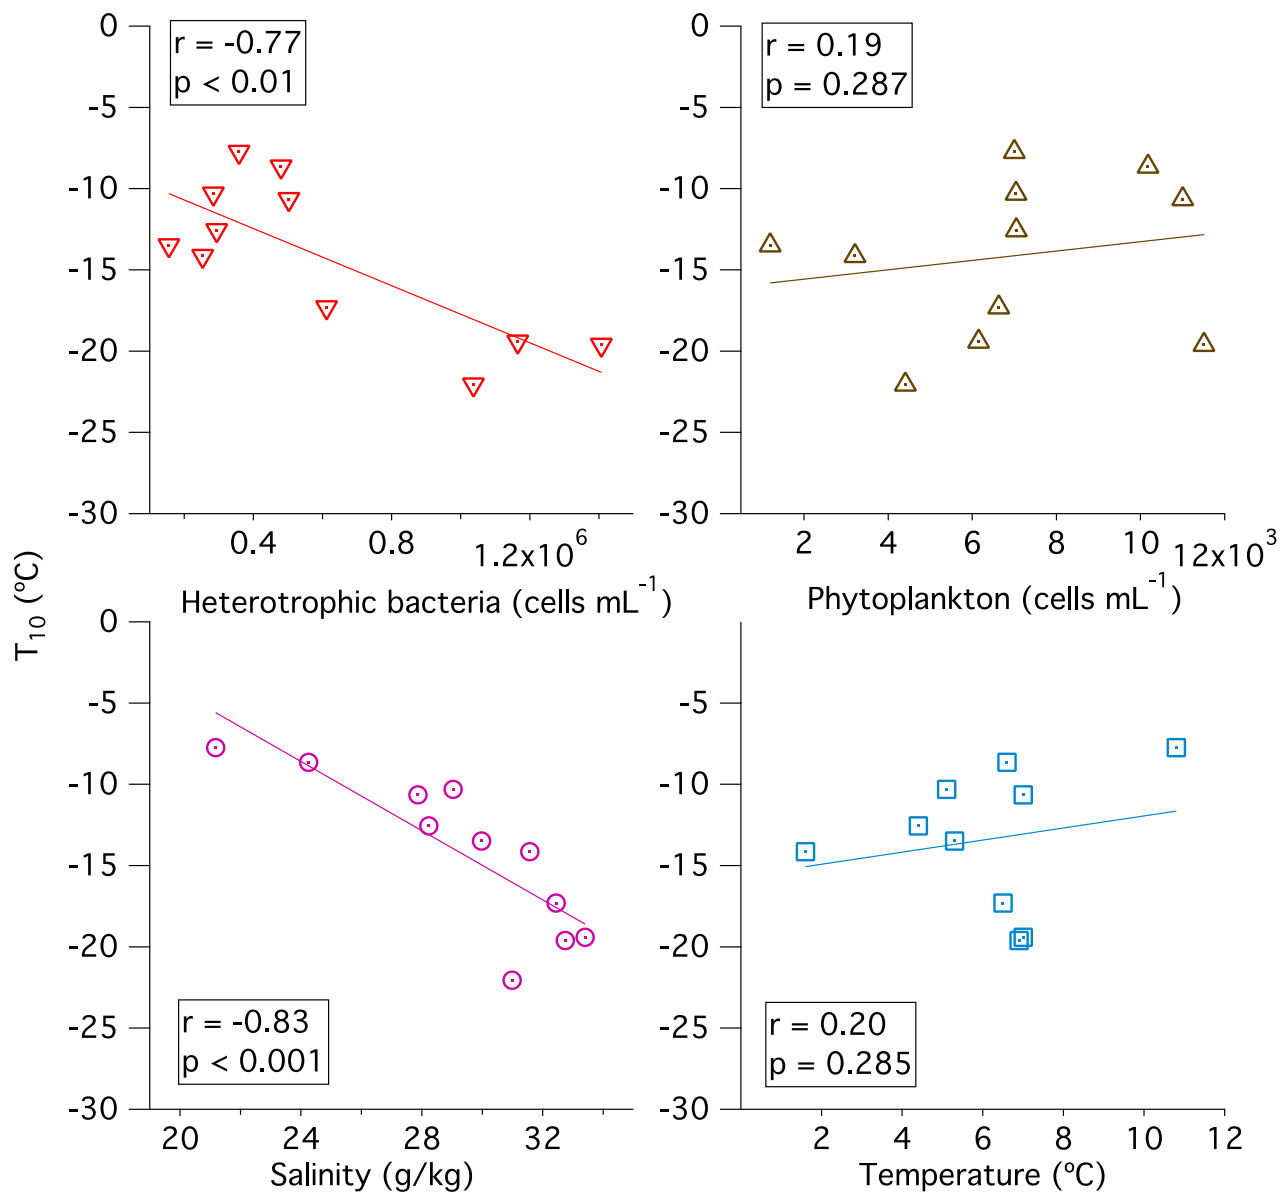 T₁₀ (ºC)
0
-5
-10
-15
-20
-25
-30
r = -0.77
p < 0.01
0.4 0.8 1.2x10⁶
Heterotrophic bacteria (cells mL⁻¹)
0
-5
-10
-15
-20
-25
-30
r = 0.19
p = 0.287
2 4 6 8 10 12x10³
Phytoplankton (cells mL⁻¹)
0
-5
-10
-15
-20
-25
-30
r = -0.83
p < 0.001
20 24 28 32
Salinity (g/kg)
-5
-10
-15
-20
-25
-30
r = 0.20
p = 0.285
2 4 6 8 10 12
Temperature (ºC)